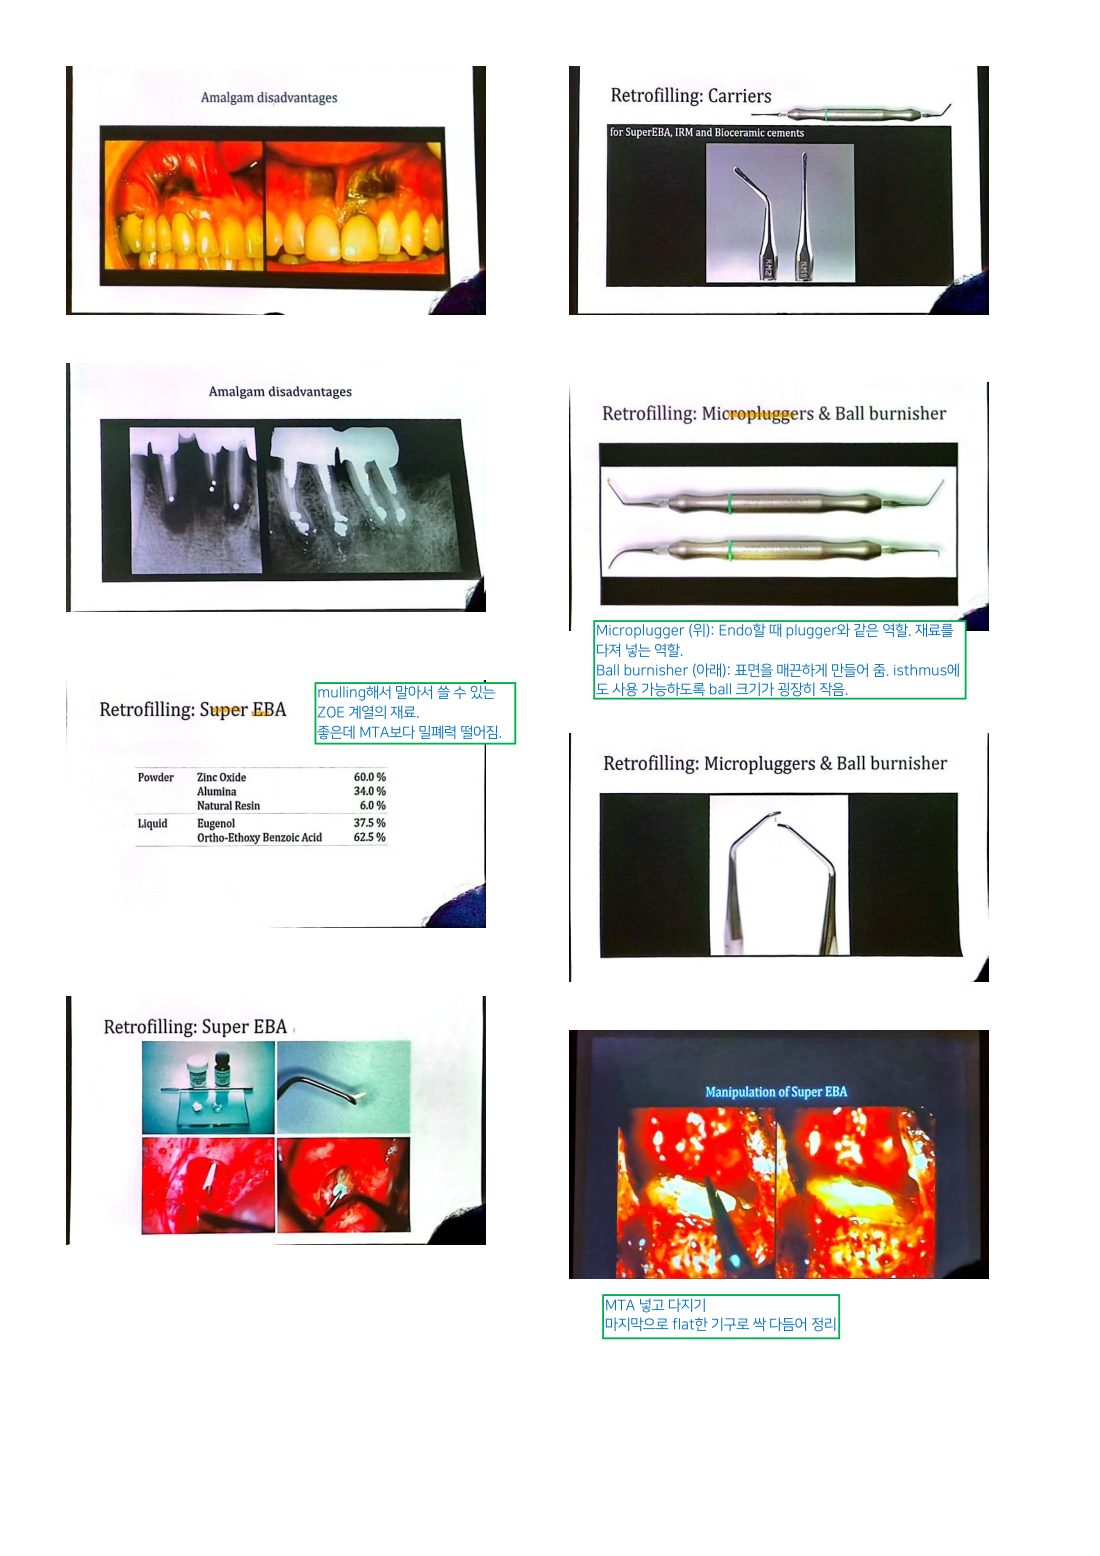 Amalgam disadvantages
Amalgam disadvantages
Retrofilling: Super EBA
mulling해서 말아서 쓸 수 있는
ZOE 계열의 재료.
좋은데 MTA보다 밀폐력 떨어짐.
Powder Zinc Oxide 60.0 %
Alumina 34.0 %
Natural Resin 6.0 %
Liquid Eugenol 37.5 %
Ortho-Ethoxy Benzoic Acid 62.5 %
Retrofilling: Super EBA
Retrofilling: Carriers
for SuperEBA, IRM and Bioceramic cements
Retrofilling: Micropluggers & Ball burnisher
Microplugger (위): Endo할 때 plugger와 같은 역할. 재료를
다져 넣는 역할.
Ball burnisher (아래): 표면을 매끈하게 만들어 줌. isthmus에
도 사용 가능하도록 ball 크기가 굉장히 작음.
Retrofilling: Micropluggers & Ball burnisher
Manipulation of Super EBA
MTA 넣고 다지기
마지막으로 flat한 기구로 싹 다듬어 정리